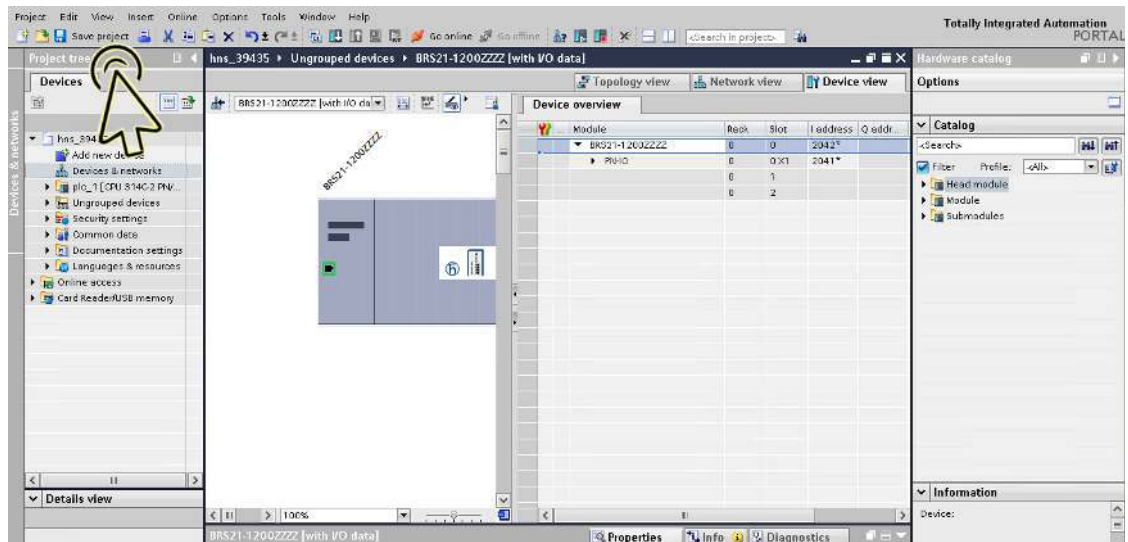 Project Edit View Insert Online Options Tools Window Help
Totally Integrated Automation
PORTAL
Save project
Go online
Go offline
<Search in project>
Project tree
hns_39435 ▸ Ungrouped devices ▸ BRS21-1200ZZZZ [with I/O data]
Hardware catalog
Devices
Topology view
Network view
Device view
Options
Devices & networks
BRS21-1200ZZZZ [with I/O da
Device overview
Module Rack Slot I address Q addr...
BRS21-1200ZZZZ 0 0 2042*
PN-IO 0 0 X1 2041*
0 1
0 2
BRS21-1200ZZZZ
Add new
Devices & networks
plc_1 [CPU 314C-2 PN/...
Ungrouped devices
Security settings
Common data
Documentation settings
Languages & resources
Online access
Card Reader/USB memory
Catalog
<Search>
Filter Profile: <All>
Head module
Module
Submodules
Details view
100%
Information
Device:
BRS21-1200ZZZZ [with I/O data]
Properties
Info
Diagnostics